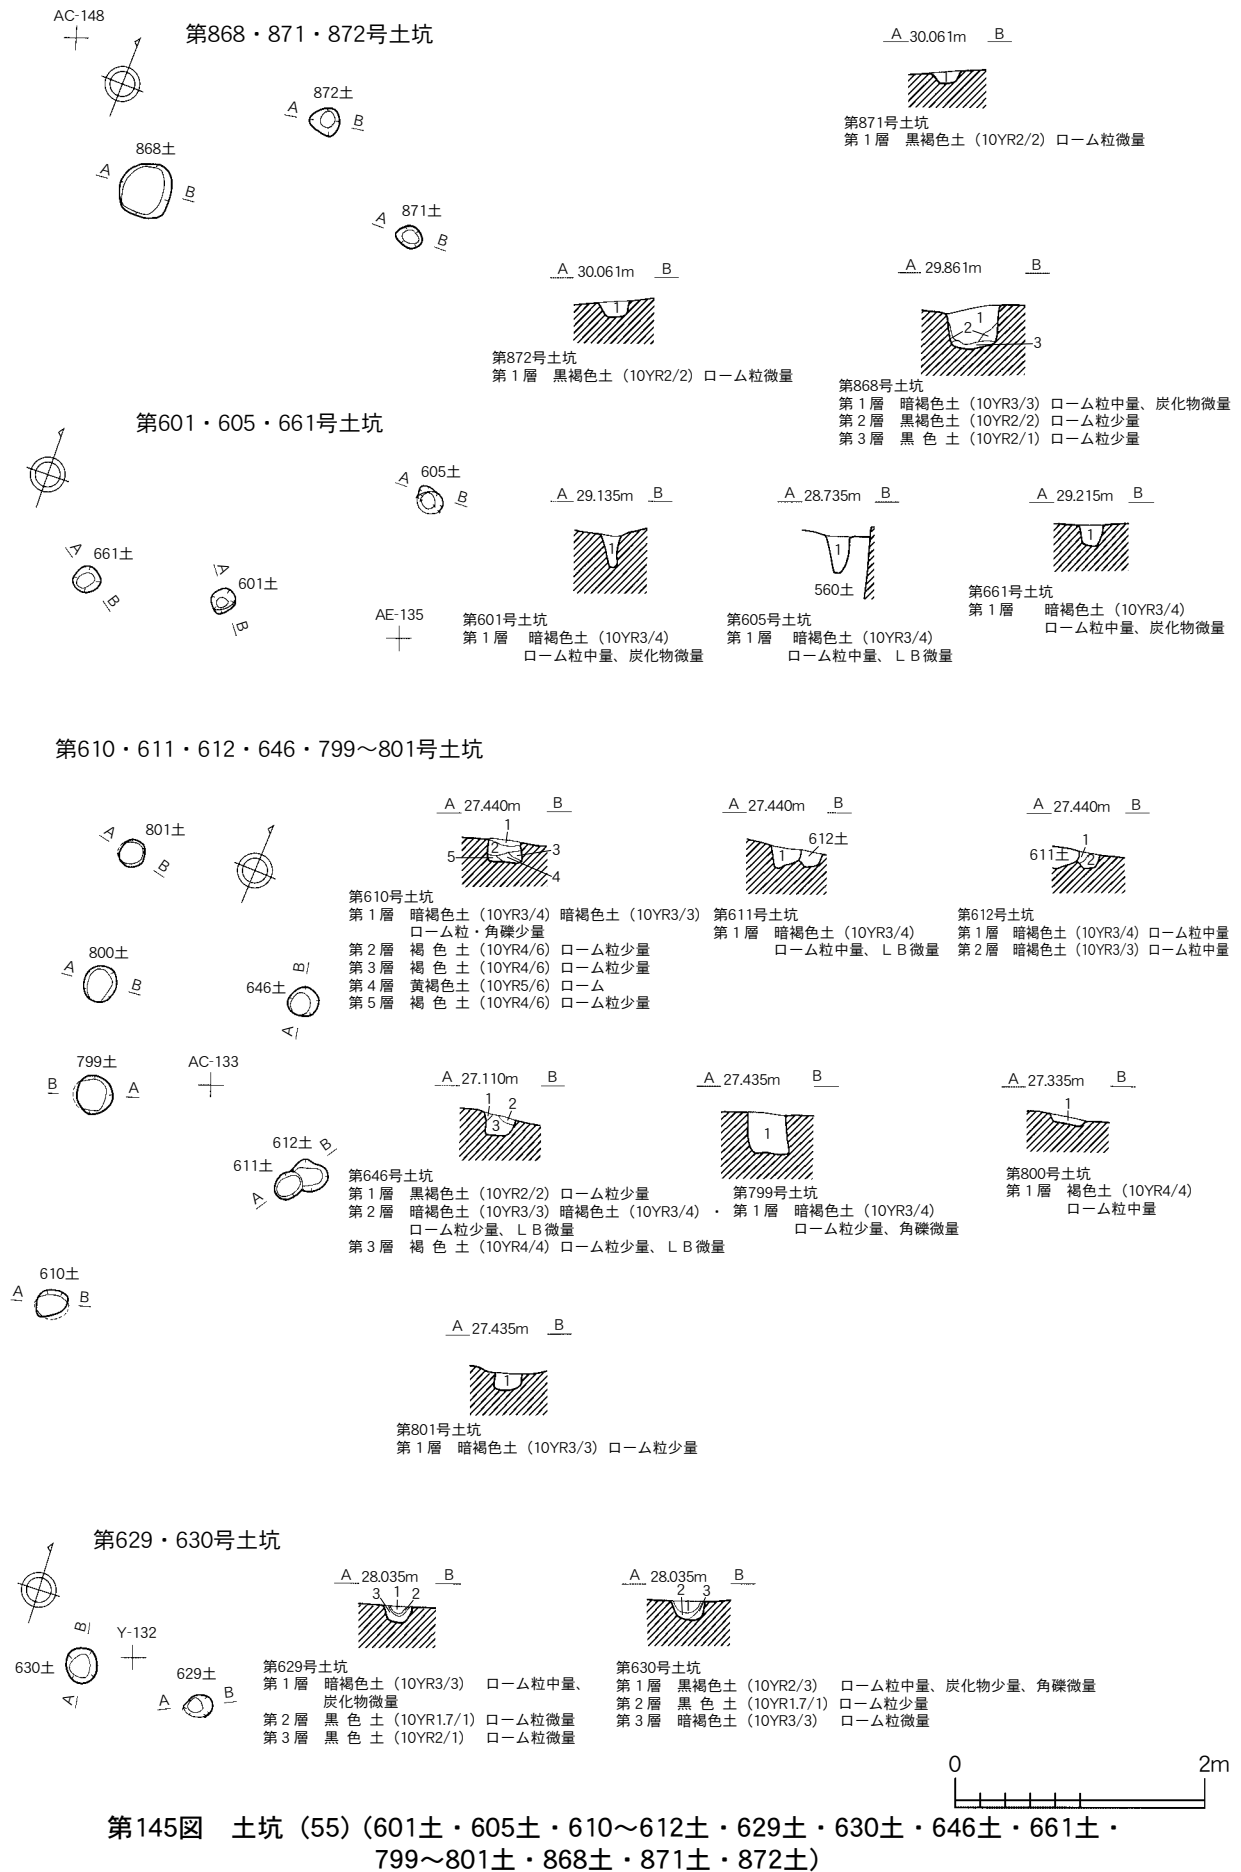 AC-148
第868・871・872号土坑
872土
A
B
868土
A
B
871土
A
B
A 30.061m B
1
第871号土坑
第1層 黒褐色土（10YR2/2）ローム粒微量
A 30.061m B
1
第872号土坑
第1層 黒褐色土（10YR2/2）ローム粒微量
A 29.861m B
1
2
3
第868号土坑
第1層 暗褐色土（10YR3/3）ローム粒中量、炭化物微量
第2層 黒褐色土（10YR2/2）ローム粒少量
第3層 黒 色 土（10YR2/1）ローム粒少量
第601・605・661号土坑
605土
A
B
661土
A
B
601土
A
B
AE-135
A 29.135m B
1
第601号土坑
第1層 暗褐色土（10YR3/4）
ローム粒中量、炭化物微量
A 28.735m B
1
560土
第605号土坑
第1層 暗褐色土（10YR3/4）
ローム粒中量、ＬＢ微量
A 29.215m B
1
第661号土坑
第1層 暗褐色土（10YR3/4）
ローム粒中量、炭化物微量
第610・611・612・646・799～801号土坑
801土
A
B
800土
A
B
646土
B
A
799土
B
A
AC-133
612土
B
611土
A
610土
A
B
A 27.440m B
1
2
3
5
4
第610号土坑
第1層 暗褐色土（10YR3/4）暗褐色土（10YR3/3）
ローム粒・角礫少量
第2層 褐 色 土（10YR4/6）ローム粒少量
第3層 褐 色 土（10YR4/6）ローム粒少量
第4層 黄褐色土（10YR5/6）ローム
第5層 褐 色 土（10YR4/6）ローム粒少量
A 27.440m B
612土
1
第611号土坑
第1層 暗褐色土（10YR3/4）
ローム粒中量、ＬＢ微量
A 27.440m B
1
611土
2
第612号土坑
第1層 暗褐色土（10YR3/4）ローム粒中量
第2層 暗褐色土（10YR3/3）ローム粒中量
A 27.110m B
1
2
3
第646号土坑
第1層 黒褐色土（10YR2/2）ローム粒少量
第2層 暗褐色土（10YR3/3）暗褐色土（10YR3/4）・
ローム粒少量、ＬＢ微量
第3層 褐 色 土（10YR4/4）ローム粒少量、ＬＢ微量
A 27.435m B
1
第799号土坑
第1層 暗褐色土（10YR3/4）
ローム粒少量、角礫微量
A 27.335m B
1
第800号土坑
第1層 褐色土（10YR4/4）
ローム粒中量
A 27.435m B
1
第801号土坑
第1層 暗褐色土（10YR3/3）ローム粒少量
第629・630号土坑
B
630土
A
Y-132
629土
A
B
A 28.035m B
3 1 2
第629号土坑
第1層 暗褐色土（10YR3/3） ローム粒中量、
炭化物微量
第2層 黒 色 土（10YR1.7/1）ローム粒微量
第3層 黒 色 土（10YR2/1） ローム粒微量
A 28.035m B
2 3
1
第630号土坑
第1層 黒褐色土（10YR2/3） ローム粒中量、炭化物少量、角礫微量
第2層 黒 色 土（10YR1.7/1）ローム粒少量
第3層 暗褐色土（10YR3/3） ローム粒微量
0 2m
第145図 土坑（55）（601土・605土・610～612土・629土・630土・646土・661土・
799～801土・868土・871土・872土）